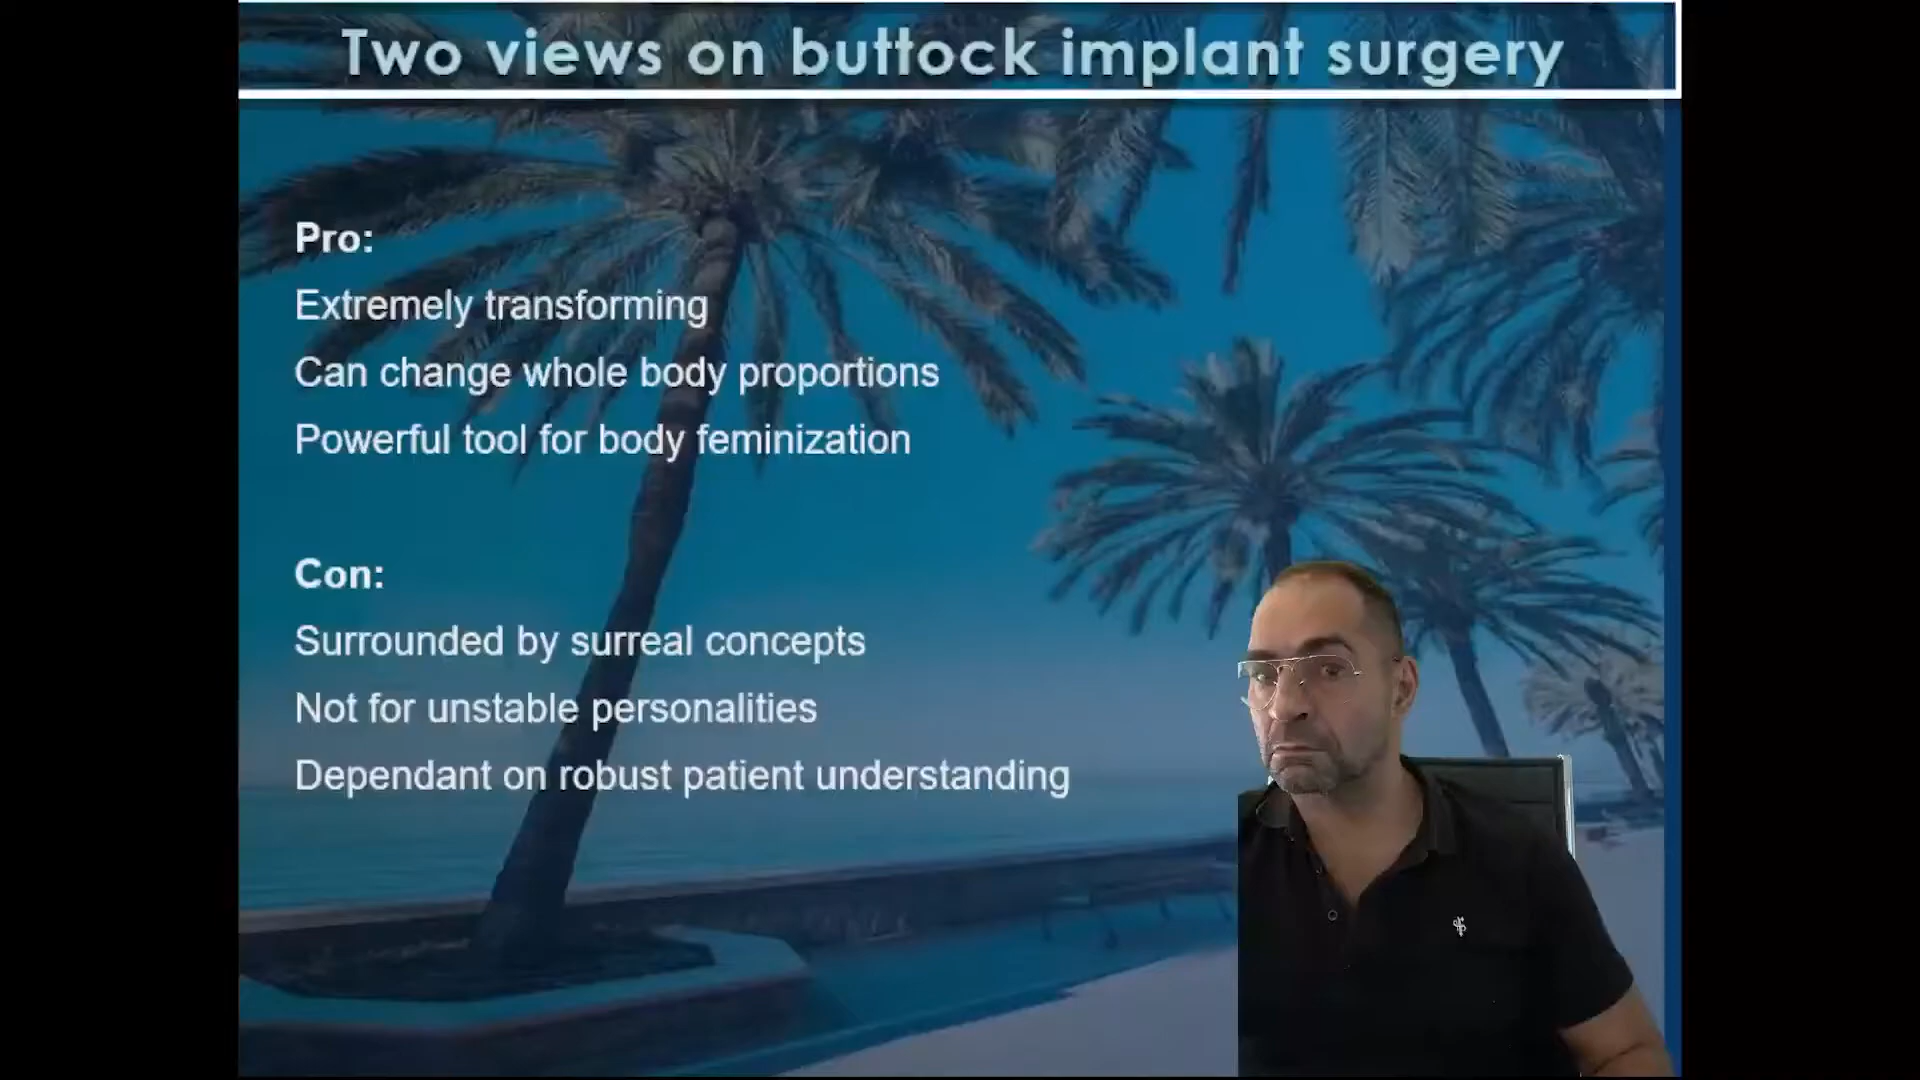 Two views on buttock implant surgery
Pro:
Extremely transforming
Can change whole body proportions
Powerful tool for body feminization
Con:
Surrounded by surreal concepts
Not for unstable personalities
Dependant on robust patient understanding